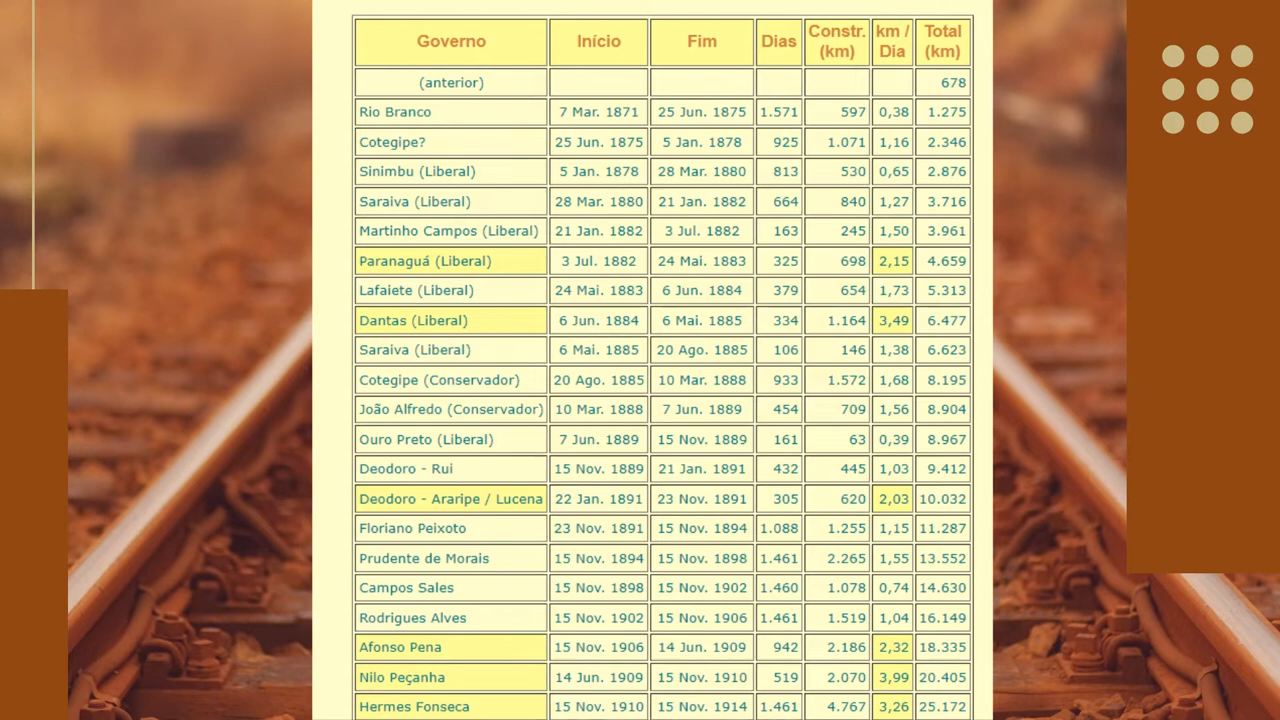 Governo Início Fim Dias Constr. (km) km / Dia Total (km)
(anterior) 678
Rio Branco 7 Mar. 1871 25 Jun. 1875 1.571 597 0,38 1.275
Cotegipe? 25 Jun. 1875 5 Jan. 1878 925 1.071 1,16 2.346
Sinimbu (Liberal) 5 Jan. 1878 28 Mar. 1880 813 530 0,65 2.876
Saraiva (Liberal) 28 Mar. 1880 21 Jan. 1882 664 840 1,27 3.716
Martinho Campos (Liberal) 21 Jan. 1882 3 Jul. 1882 163 245 1,50 3.961
Paranaguá (Liberal) 3 Jul. 1882 24 Mai. 1883 325 698 2,15 4.659
Lafaiete (Liberal) 24 Mai. 1883 6 Jun. 1884 379 654 1,73 5.313
Dantas (Liberal) 6 Jun. 1884 6 Mai. 1885 334 1.164 3,49 6.477
Saraiva (Liberal) 6 Mai. 1885 20 Ago. 1885 106 146 1,38 6.623
Cotegipe (Conservador) 20 Ago. 1885 10 Mar. 1888 933 1.572 1,68 8.195
João Alfredo (Conservador) 10 Mar. 1888 7 Jun. 1889 454 709 1,56 8.904
Ouro Preto (Liberal) 7 Jun. 1889 15 Nov. 1889 161 63 0,39 8.967
Deodoro - Rui 15 Nov. 1889 21 Jan. 1891 432 445 1,03 9.412
Deodoro - Araripe / Lucena 22 Jan. 1891 23 Nov. 1891 305 620 2,03 10.032
Floriano Peixoto 23 Nov. 1891 15 Nov. 1894 1.088 1.255 1,15 11.287
Prudente de Morais 15 Nov. 1894 15 Nov. 1898 1.461 2.265 1,55 13.552
Campos Sales 15 Nov. 1898 15 Nov. 1902 1.460 1.078 0,74 14.630
Rodrigues Alves 15 Nov. 1902 15 Nov. 1906 1.461 1.519 1,04 16.149
Afonso Pena 15 Nov. 1906 14 Jun. 1909 942 2.186 2,32 18.335
Nilo Peçanha 14 Jun. 1909 15 Nov. 1910 519 2.070 3,99 20.405
Hermes Fonseca 15 Nov. 1910 15 Nov. 1914 1.461 4.767 3,26 25.172